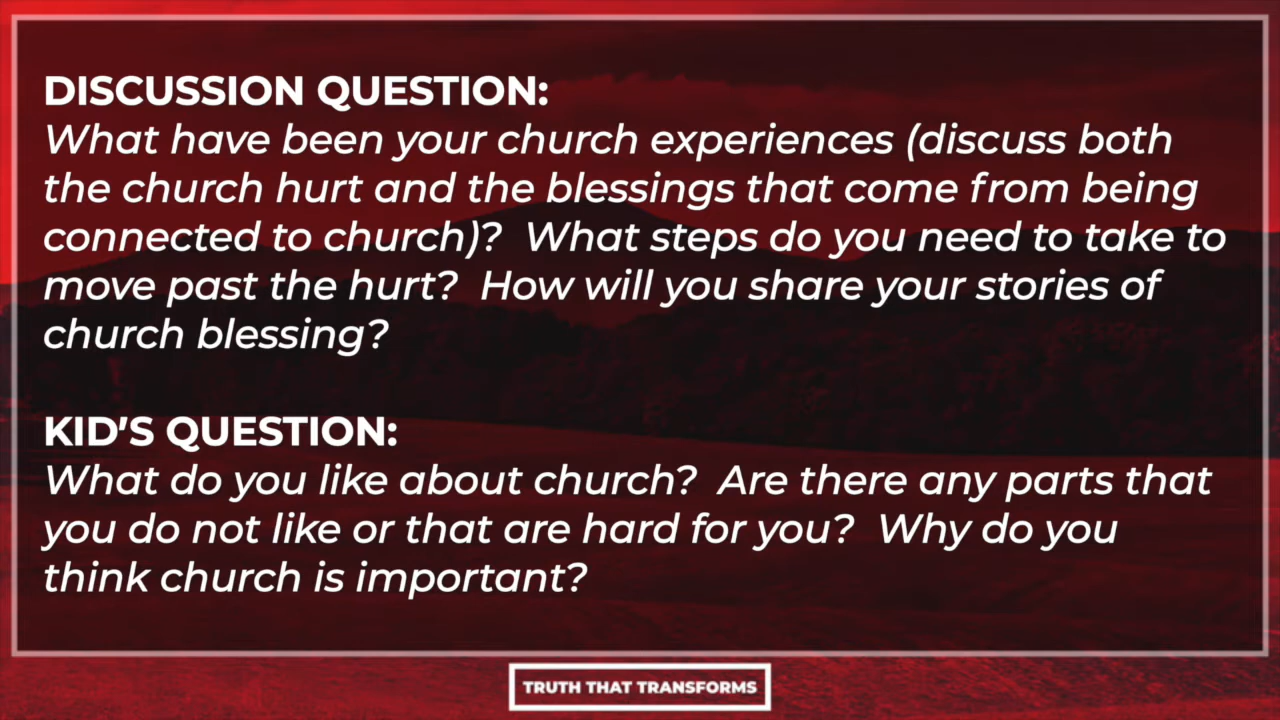 DISCUSSION QUESTION:
What have been your church experiences (discuss both
the church hurt and the blessings that come from being
connected to church)?  What steps do you need to take to
move past the hurt?  How will you share your stories of
church blessing?
KID'S QUESTION:
What do you like about church?  Are there any parts that
you do not like or that are hard for you?  Why do you
think church is important?
TRUTH THAT TRANSFORMS